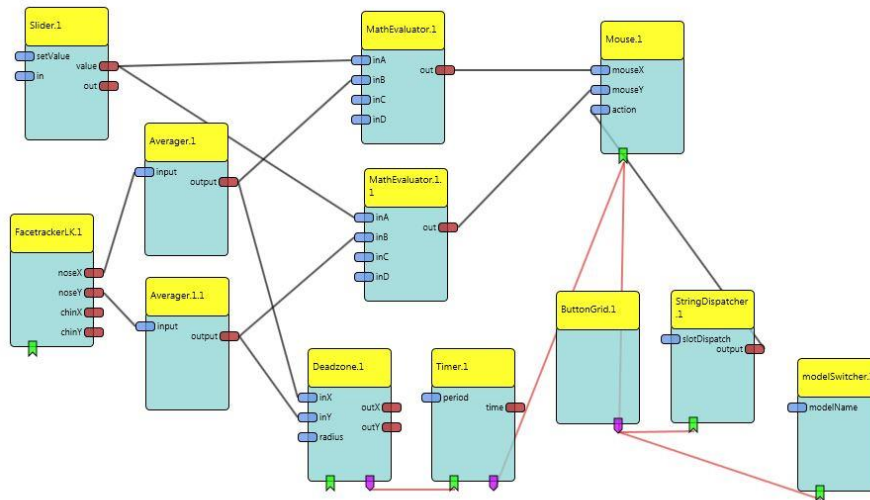 Slider.1
setValue
in
value
out
MathEvaluator.1
inA
inB
inC
inD
out
Mouse.1
mouseX
mouseY
action
Averager.1
input
output
MathEvaluator.1.
1
inA
inB
inC
inD
out
FacetrackerLK.1
noseX
noseY
chinX
chinY
Averager.1.1
input
output
Deadzone.1
inX
inY
radius
outX
outY
Timer.1
period
time
ButtonGrid.1
StringDispatcher
.1
slotDispatch
output
modelSwitcher.1
modelName